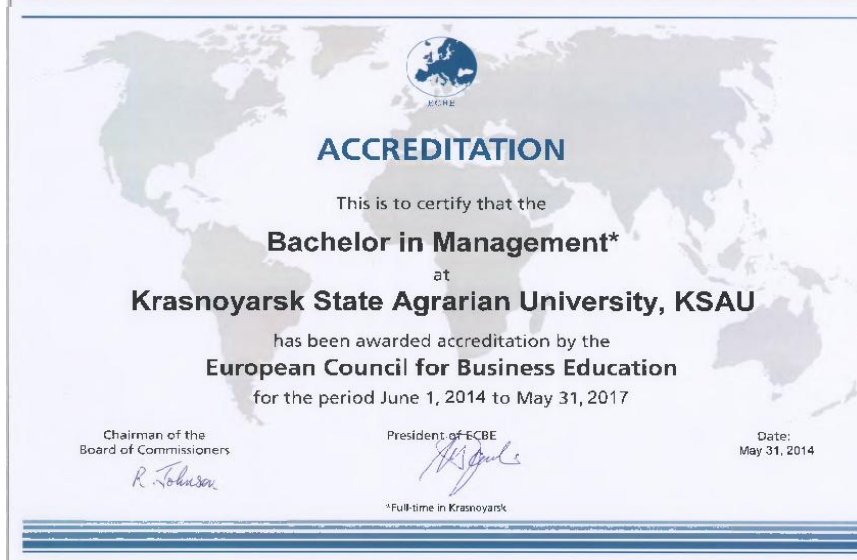 ECBE
ACCREDITATION
This is to certify that the
Bachelor in Management*
at
Krasnoyarsk State Agrarian University, KSAU
has been awarded accreditation by the
European Council for Business Education
for the period June 1, 2014 to May 31, 2017
Chairman of the
Board of Commissioners
R. Johnson
President of ECBE
Date:
May 31, 2014
*Full-time in Krasnoyarsk